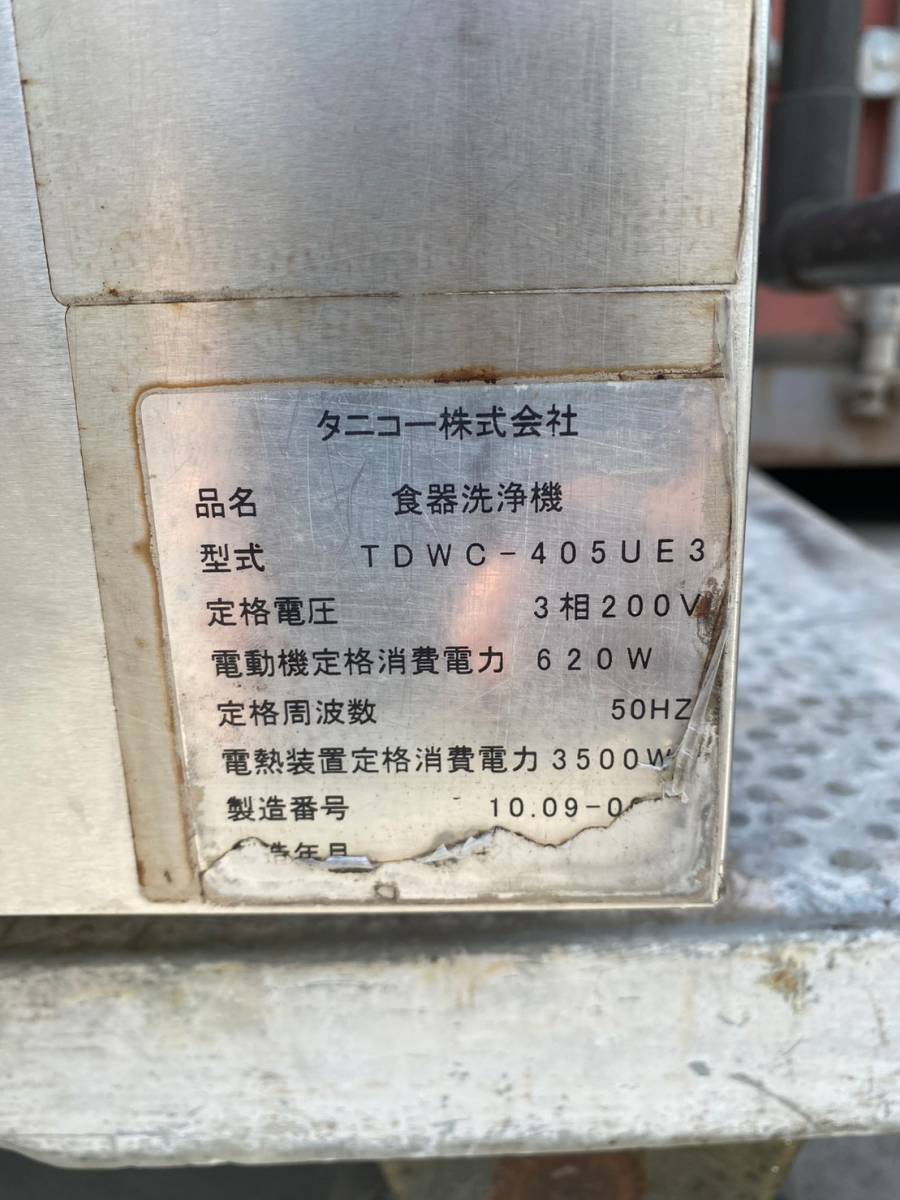 タニコー株式会社
品名 食器洗浄機
型式 TDWC-405UE3
定格電圧 3相200V
電動機定格消費電力 620W
定格周波数 50HZ
電熱装置定格消費電力 3500W
製造番号 10.09-0
造年月